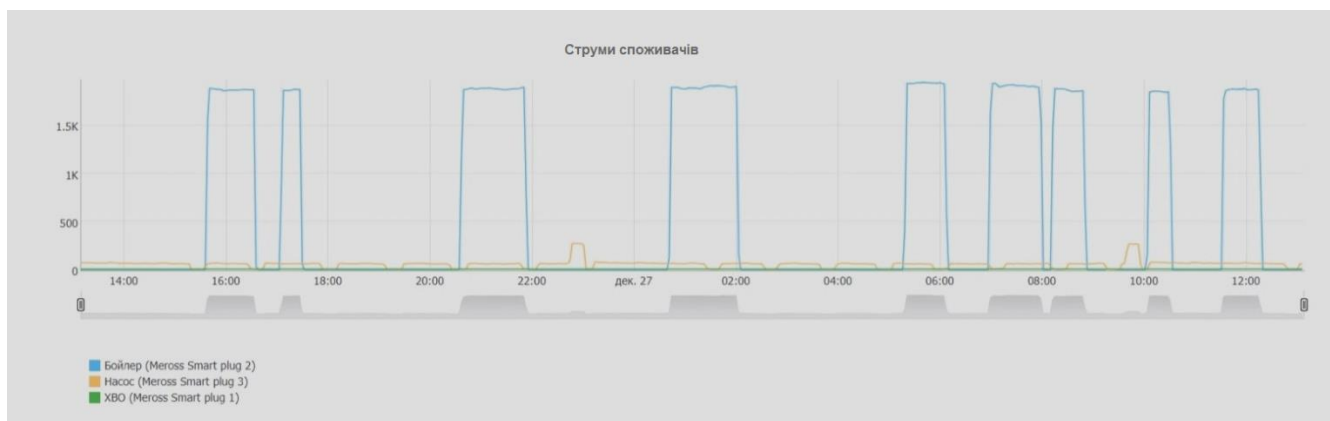 Струми споживачів
1.5K
1K
500
0
14:00 16:00 18:00 20:00 22:00 дек. 27 02:00 04:00 06:00 08:00 10:00 12:00
Бойлер (Meross Smart plug 2)
Насос (Meross Smart plug 3)
ХВО (Meross Smart plug 1)